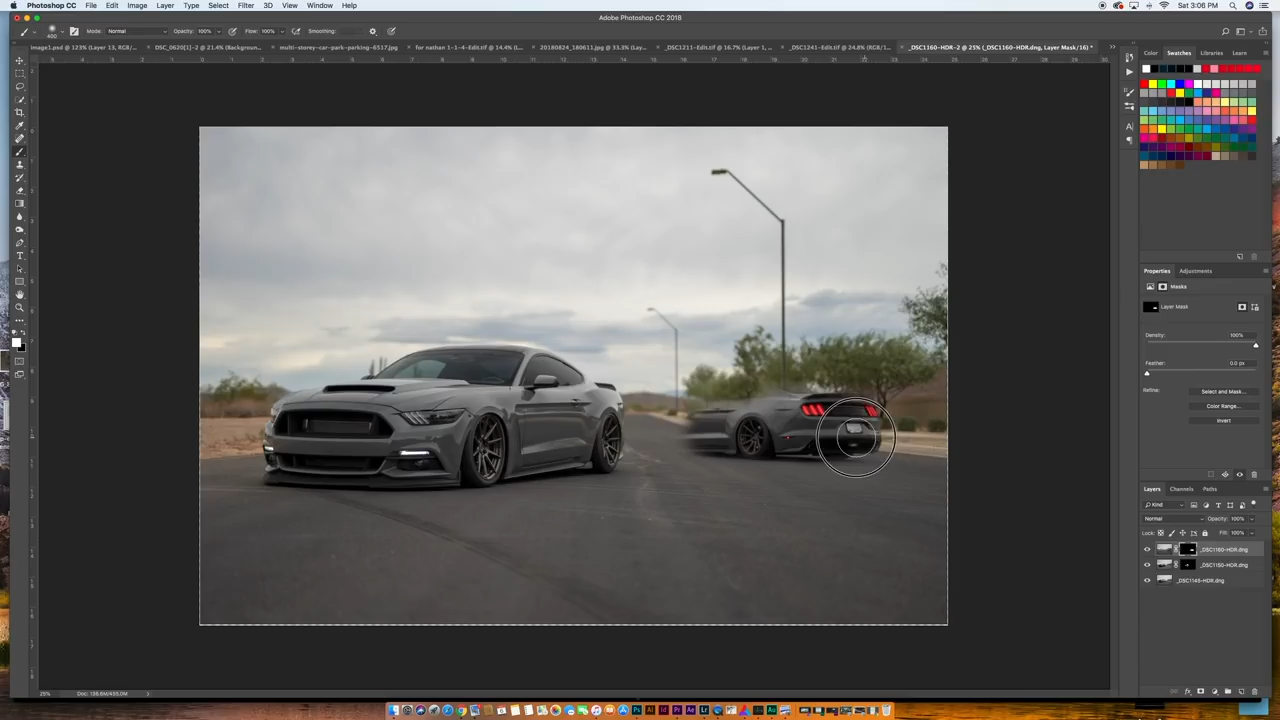 Photoshop CC File Edit Image Layer Type Select Filter 3D View Window Help Sat 3:06 PM
Adobe Photoshop CC 2018
400 Mode: Normal Opacity: 100% Flow: 100% Smoothing:
image1.psd @ 123% (Layer 13, RGB/... DSC_0620[1]-2 @ 21.4% (Backgroun... multi-storey-car-park-parking-6517.jpg for nathan 1-1-4-Edit.tif @ 14.4% (L... 20180824_180611.jpg @ 33.3% (Lay... _DSC1211-Edit.tif @ 16.7% (Layer 1, ... _DSC1241-Edit.tif @ 24.8% (RGB/1... _DSC1160-HDR-2 @ 25% (_DSC1160-HDR.dng, Layer Mask/16) *
Color Swatches Libraries Learn
Properties Adjustments
Masks
Layer Mask
Density: 100%
Feather: 0.0 px
Refine: Select and Mask...
Color Range...
Invert
Layers Channels Paths
Kind
Normal Opacity: 100%
Lock: Fill: 100%
_DSC1160-HDR.dng
_DSC1150-HDR.dng
_DSC1145-HDR.dng
25% Doc: 136.6M/455.0M